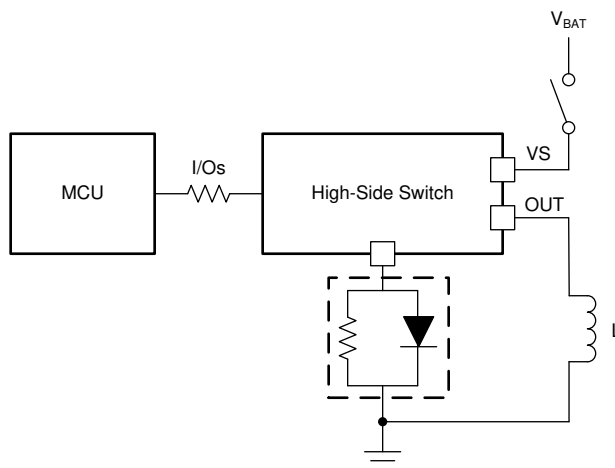 V_BAT
I/Os
VS
MCU
High-Side Switch
OUT
L